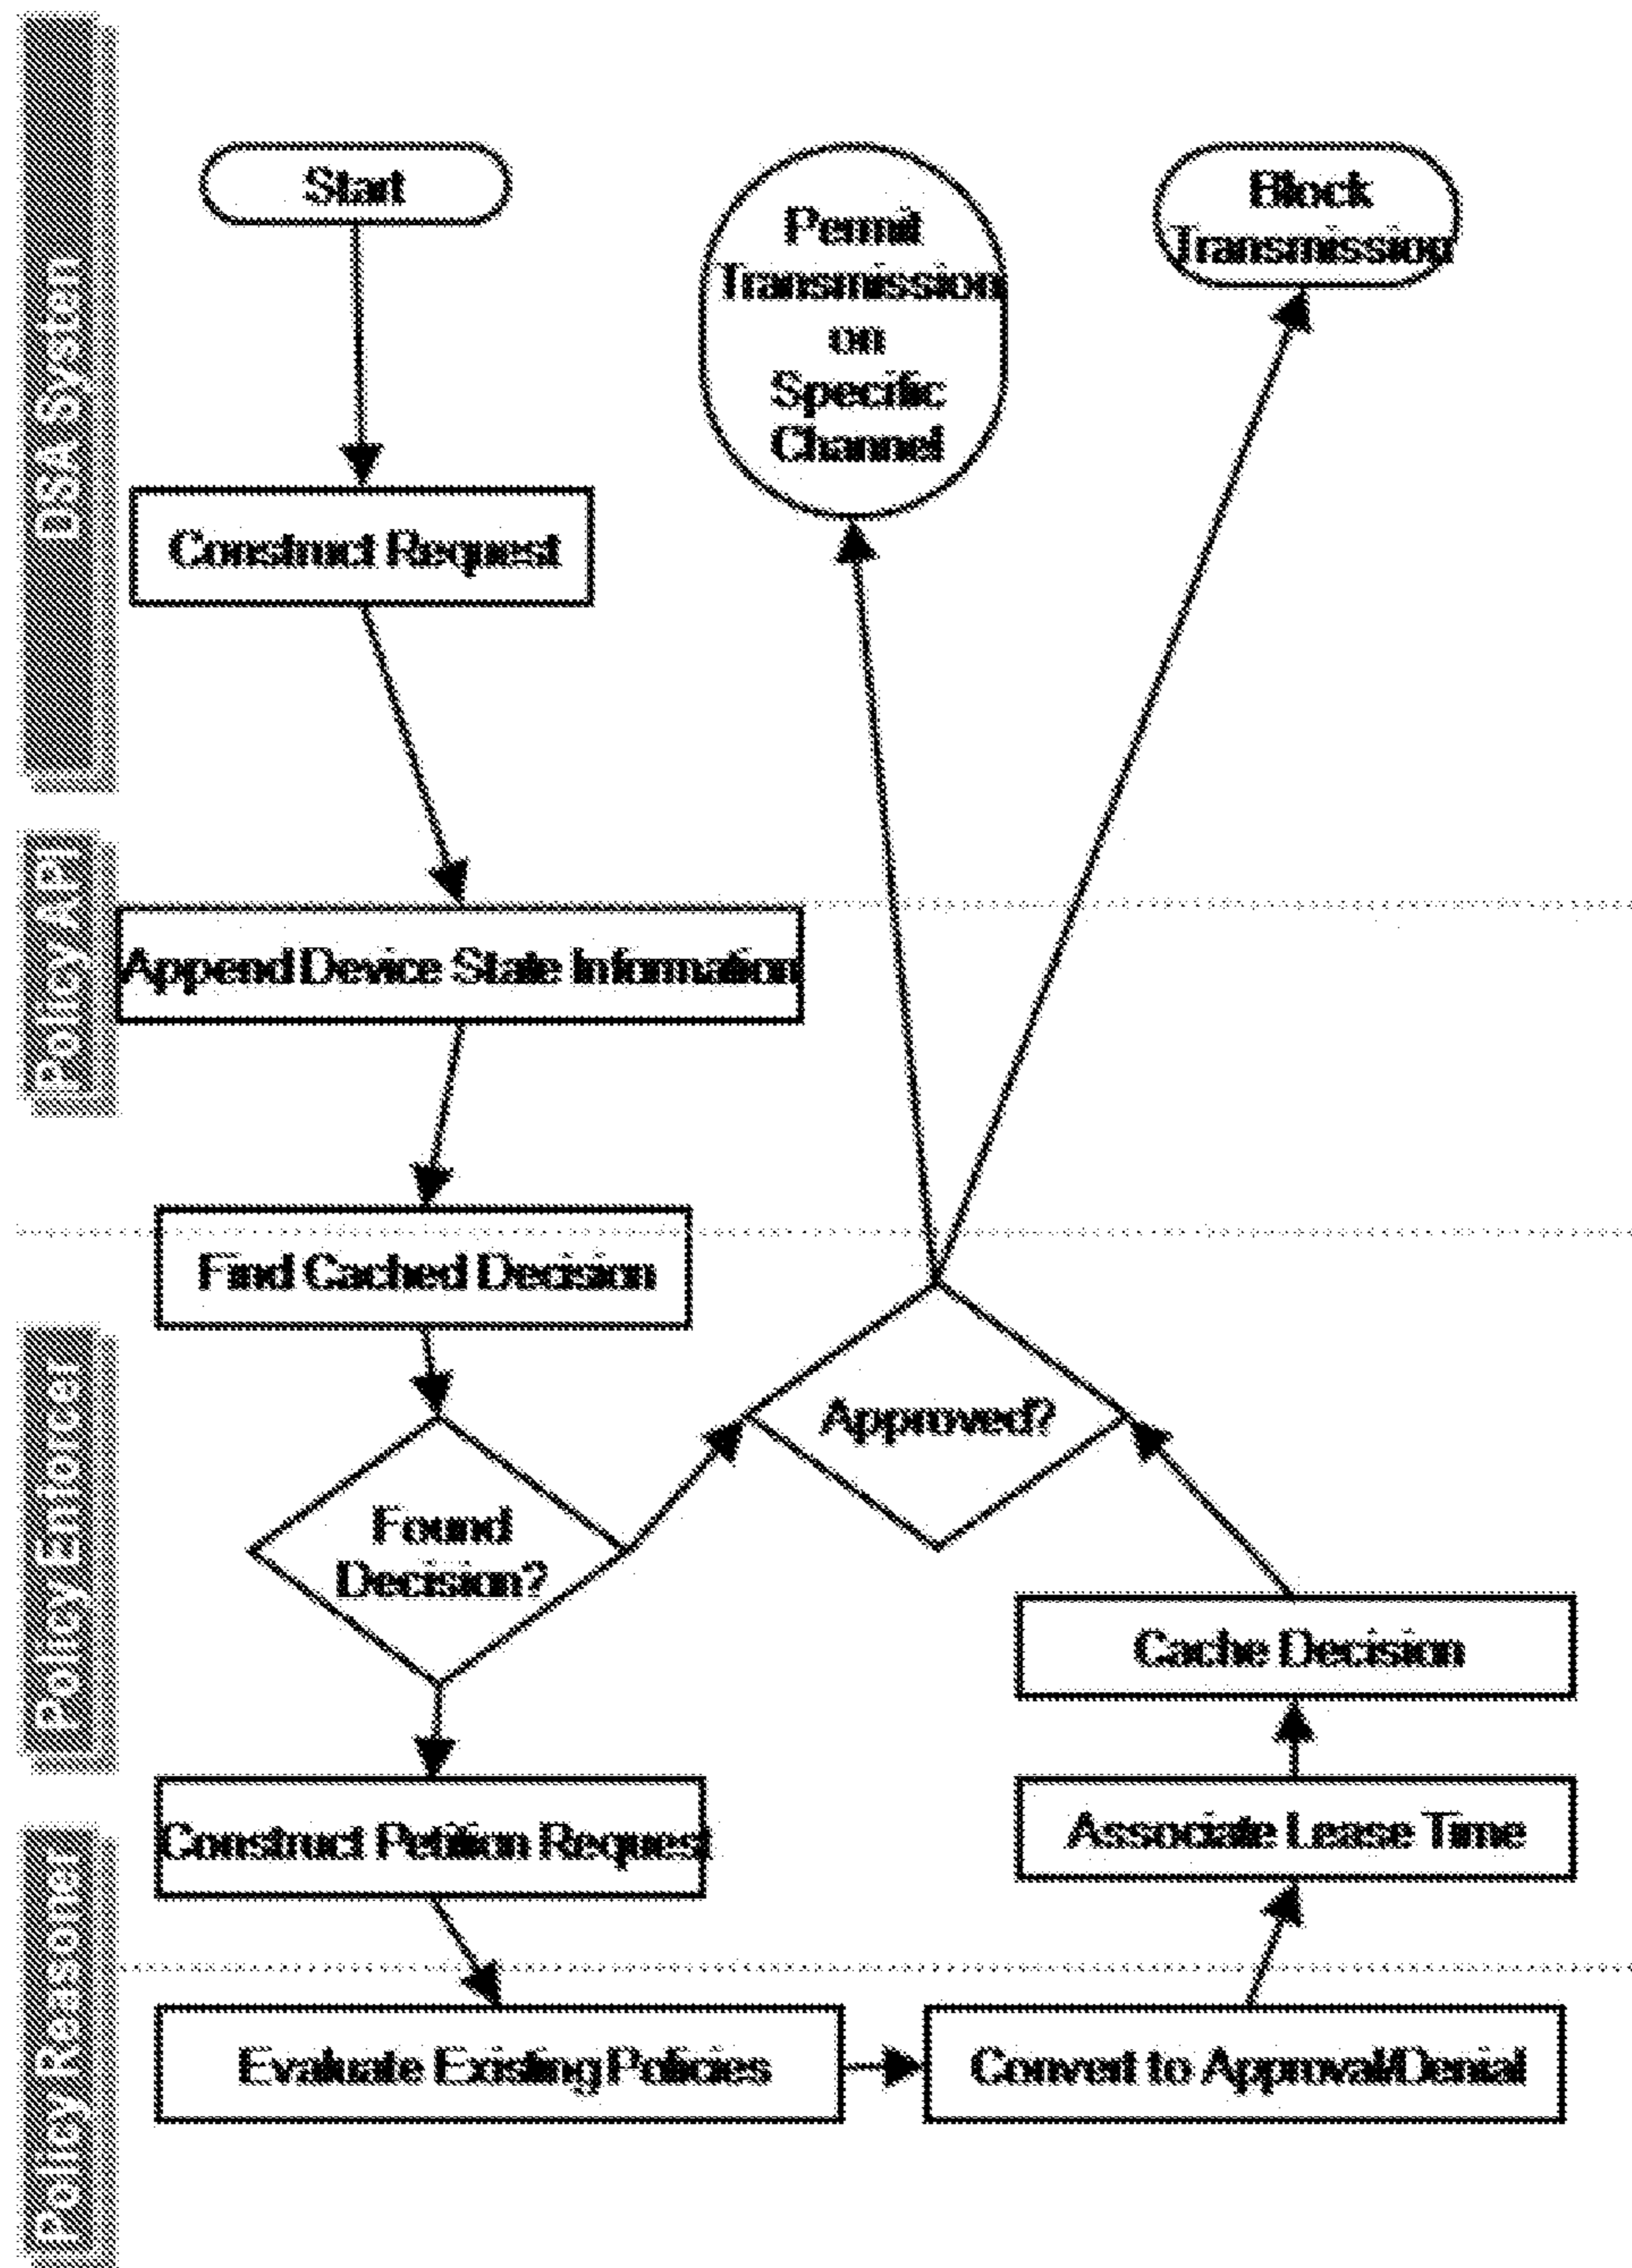 DSA System
Start
Permit
Transmission
on
Specific
Channel
Block
Transmission
Construct Request
Policy API
Append Device State Information
Find Cached Decision
Policy Enforcer
Approved?
Found
Decision?
Cache Decision
Construct Petition Request
Associate Lease Time
Policy Reasoner
Evaluate Existing Policies
Convert to Approval/Denial